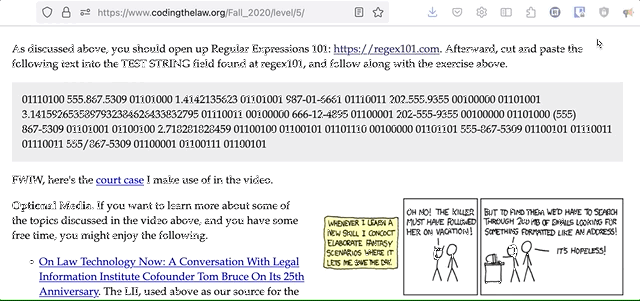 https://www.codingthelaw.org/Fall_2020/level/5/
As discussed above, you should open up Regular Expressions 101: https://regex101.com. Afterward, cut and paste the
following text into the TEST STRING field found at regex101, and follow along with the exercise above.
01110100 555.867.5309 01101000 1.4142135623 01101001 987-01-6661 01110011 202.555.9355 00100000 01101001
3.14159265358979323846264338327​95 01110011 00100000 666-12-4895 01100001 202-555-9355 00100000 01101000 (555)
867-5309 01101001 01100100 2.718281828459 01100100 01100101 01101110 00100000 01101101 555-867-5309 01100101 01110011
01110011 555/867-5309 01100001 01100111 01100101
FWIW, here's the court case I make use of in the video.
Optional Media. If you want to learn more about some of
the topics discussed in the video above, and you have some
free time, you might enjoy the following.
On Law Technology Now: A Conversation With Legal
Information Institute Cofounder Tom Bruce On Its 25th
Anniversary. The LII, used above as our source for the
WHENEVER I LEARN A
NEW SKILL I CONCOCT
ELABORATE FANTASY
SCENARIOS WHERE IT
LETS ME SAVE THE DAY.
OH NO! THE KILLER
MUST HAVE FOLLOWED
HER ON VACATION!
BUT TO FIND THEM WE'D HAVE TO SEARCH
THROUGH 200 MB OF EMAILS LOOKING FOR
SOMETHING FORMATTED LIKE AN ADDRESS!
IT'S HOPELESS!